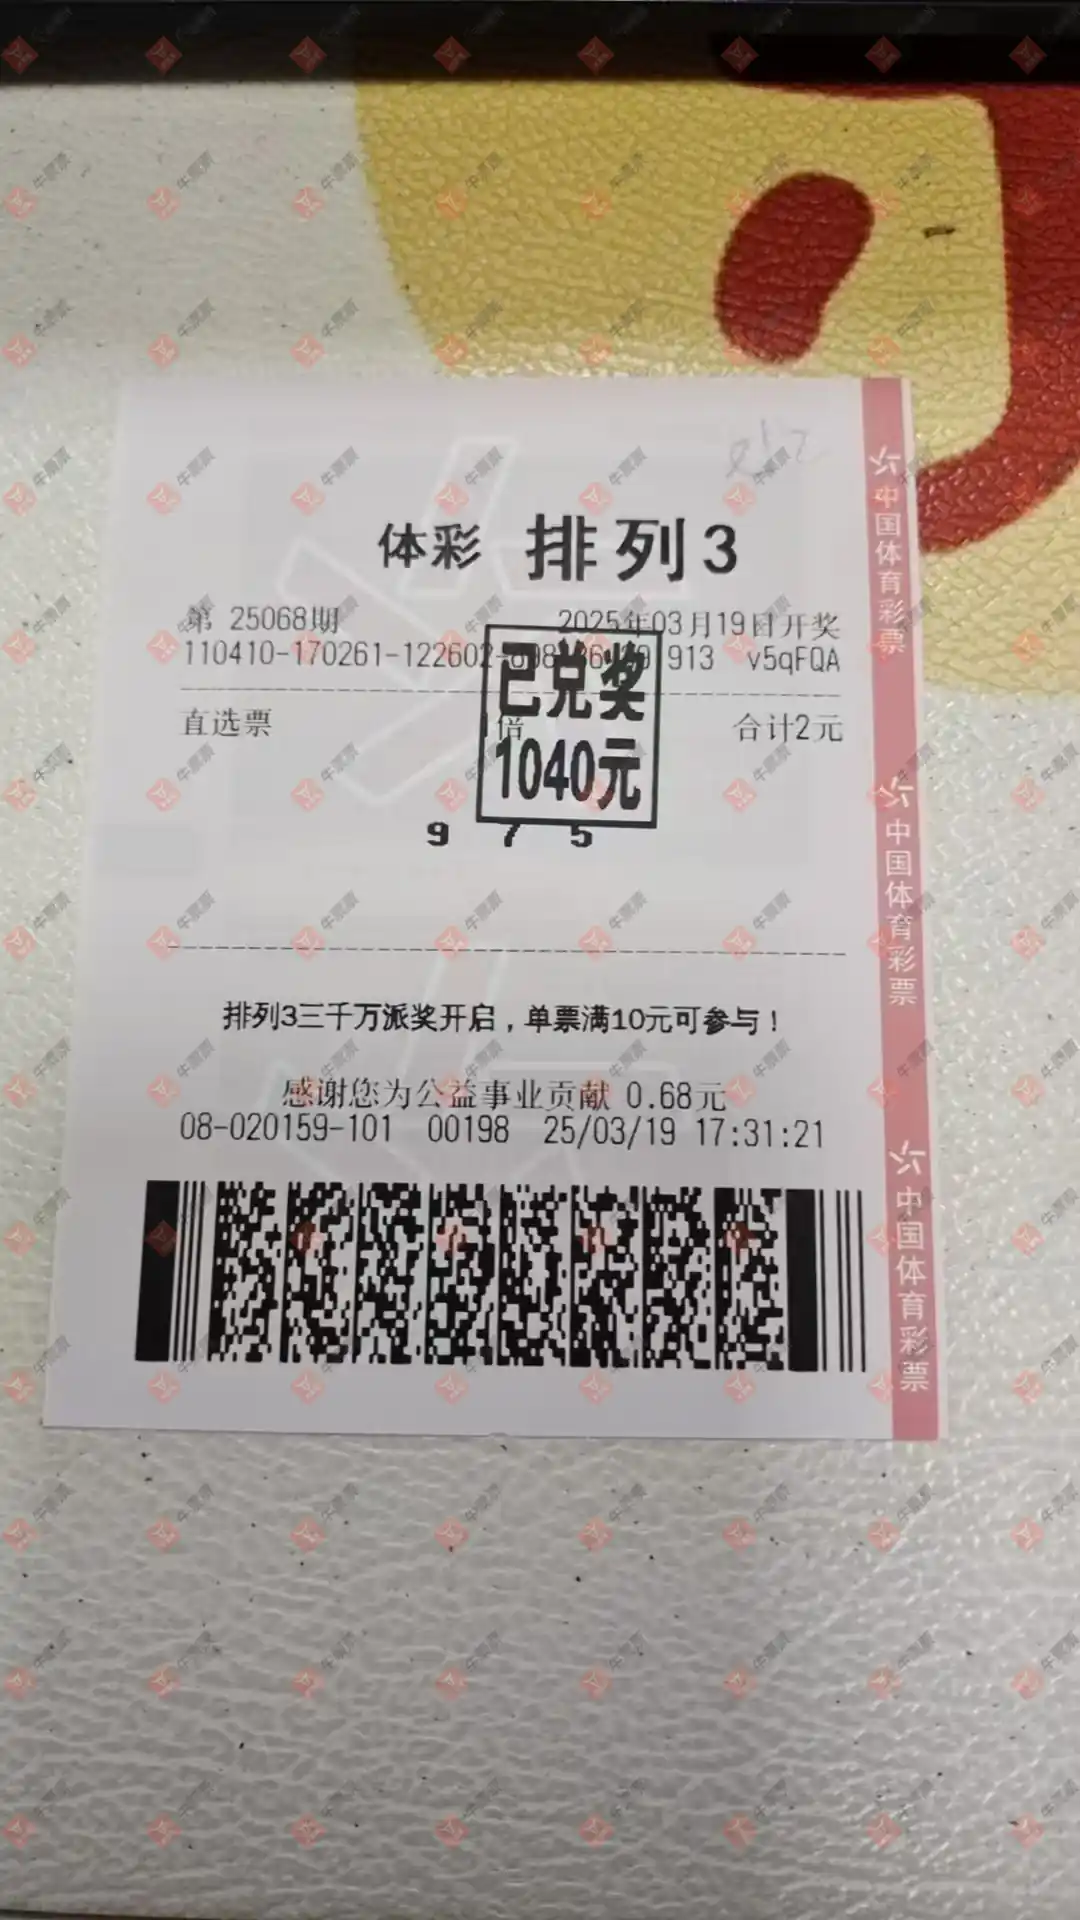 体彩 排列3
第 25068期 2025年03月19日开奖
110410-170261-122602- 913 v5qFQA
已兑奖
1040元
直选票 1倍 合计2元
9 7 5
排列3三千万派奖开启，单票满10元可参与！
感谢您为公益事业贡献 0.68元
08-020159-101 00198 25/03/19 17:31:21
中国体育彩票
中国体育彩票
中国体育彩票
牛票票